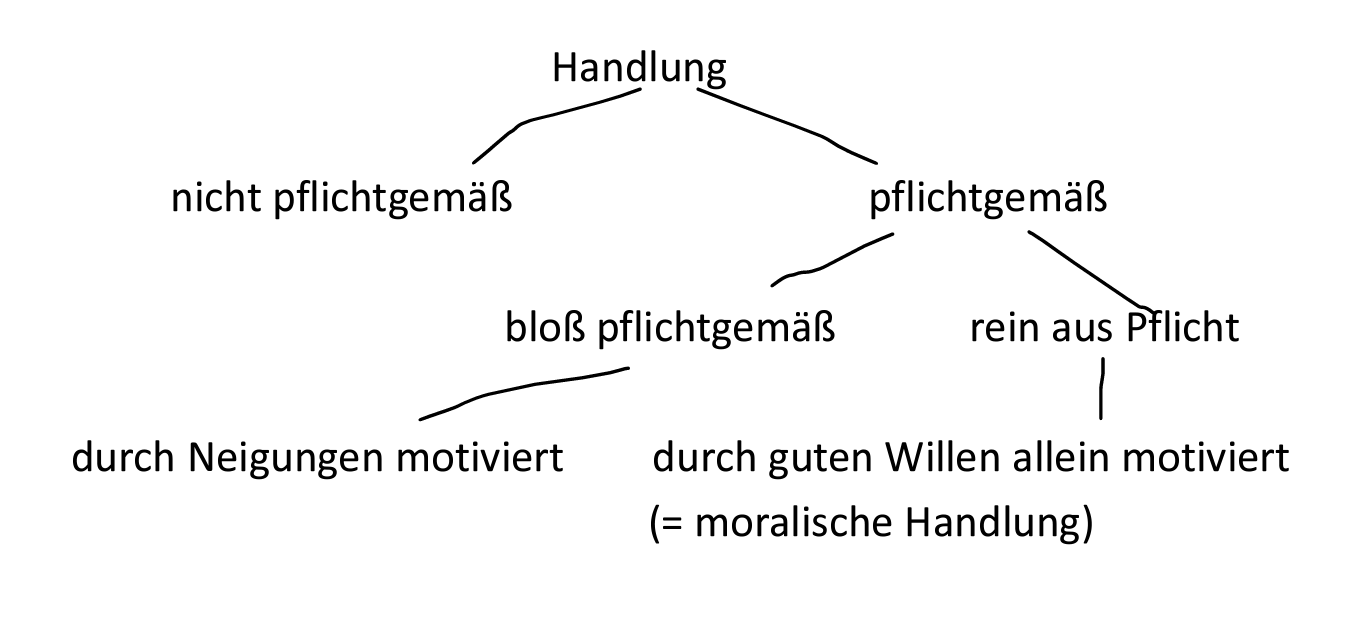 Handlung
nicht pflichtgemäß
pflichtgemäß
bloß pflichtgemäß
rein aus Pflicht
durch Neigungen motiviert
durch guten Willen allein motiviert
(= moralische Handlung)